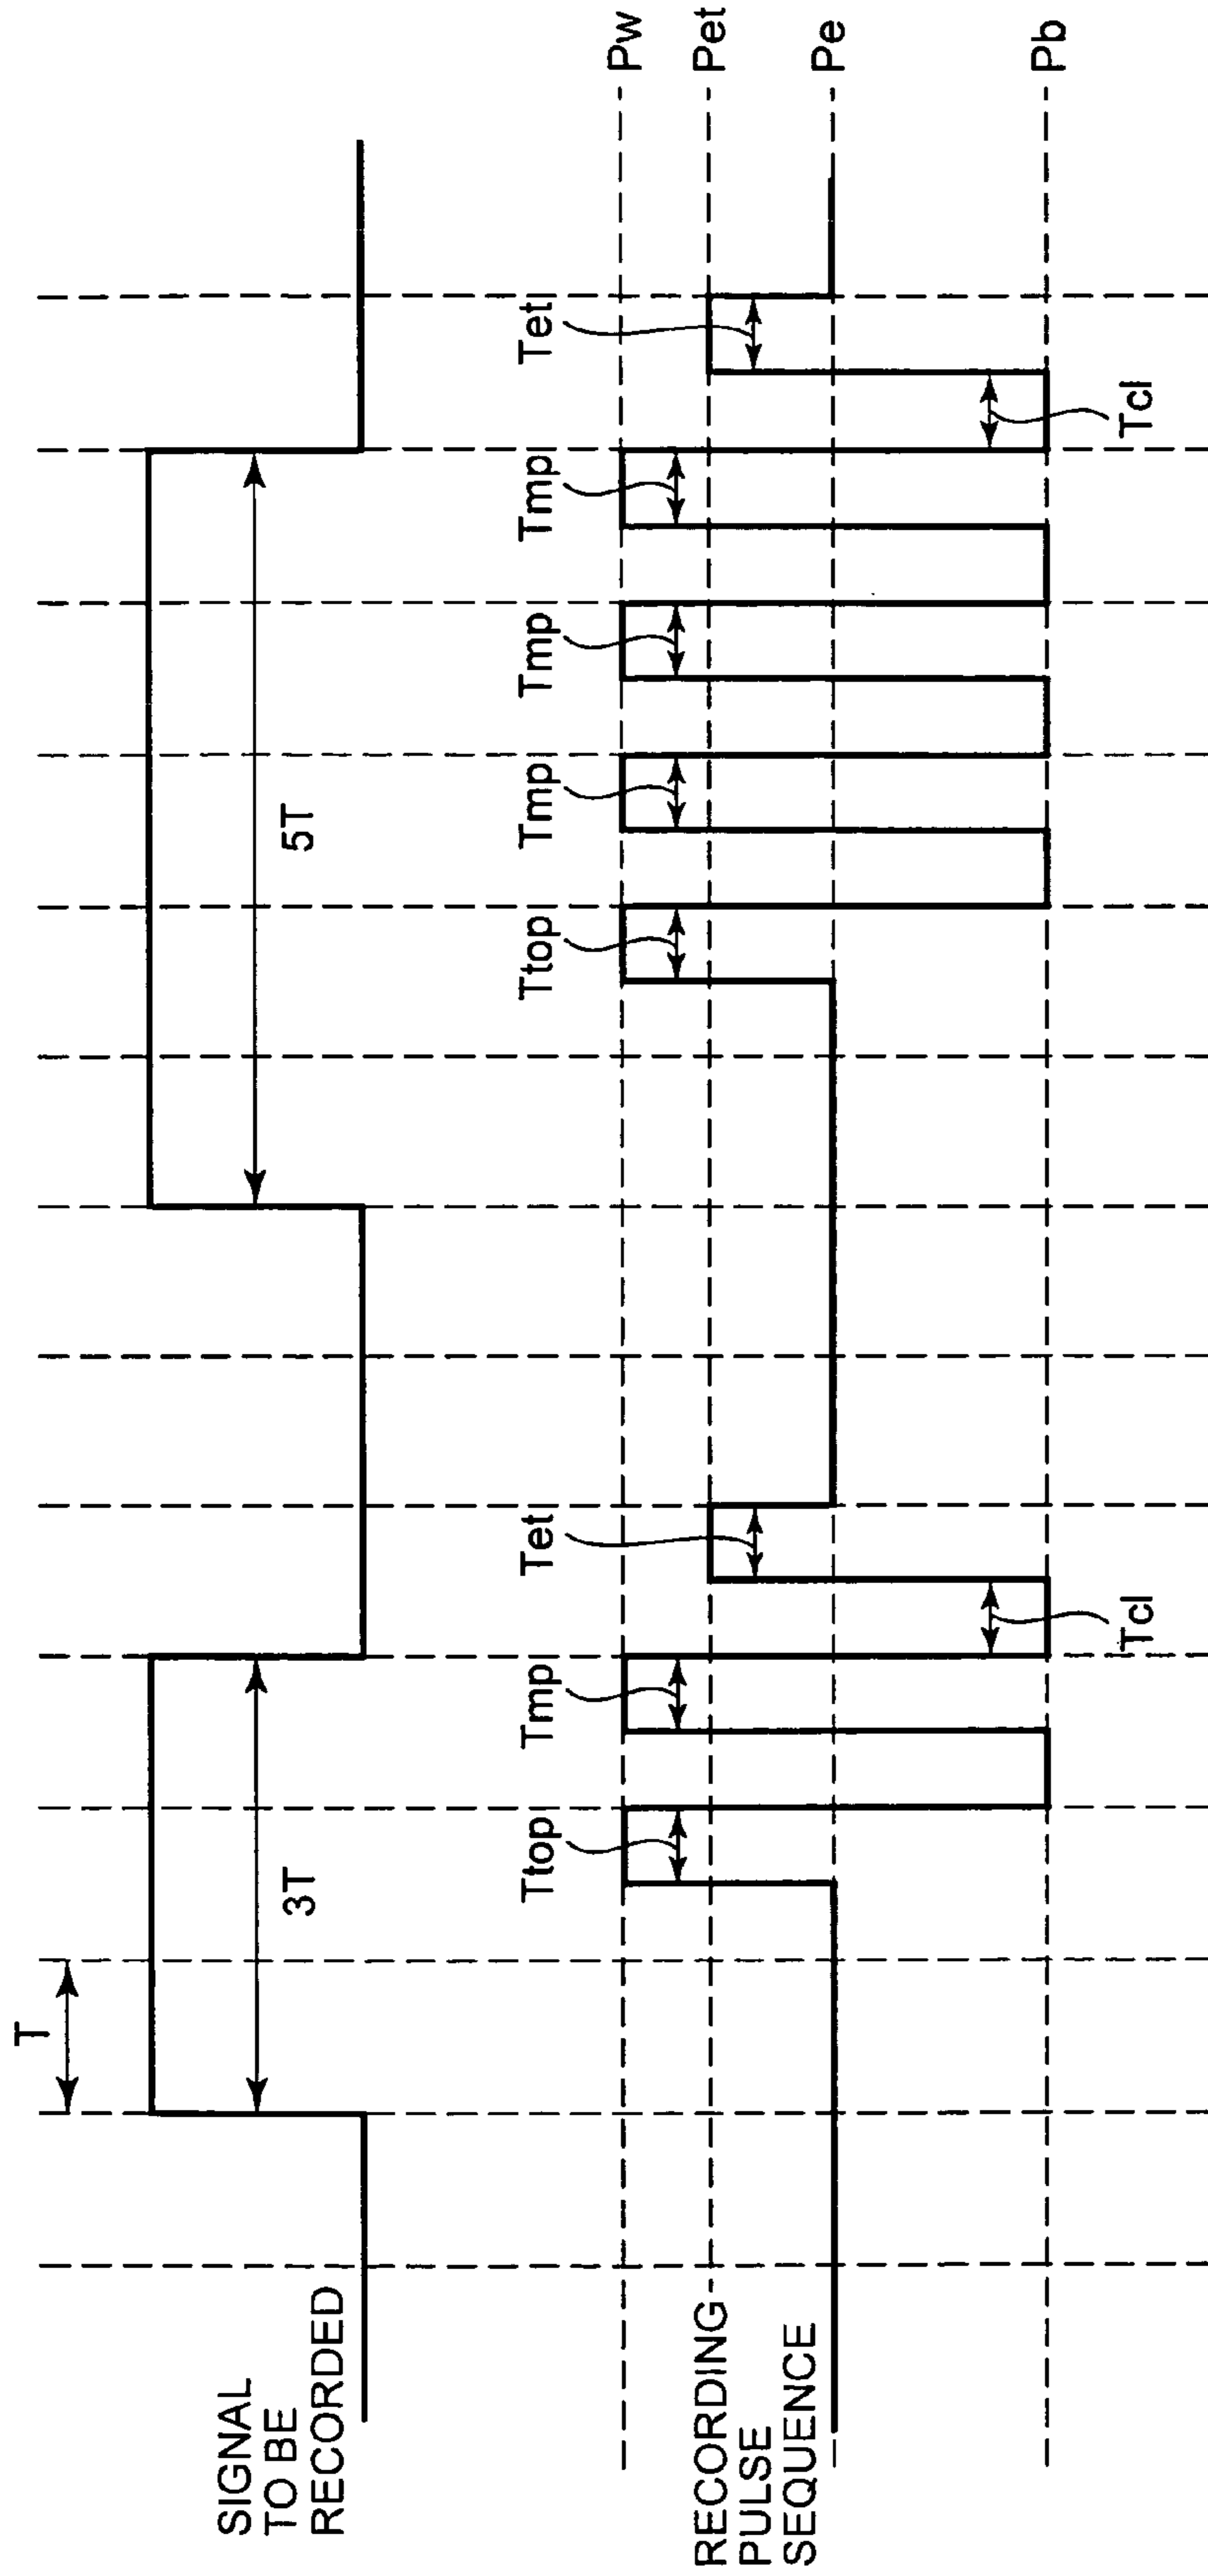 T
SIGNAL
TO BE
RECORDED
3T
5T
Pw
Pet
Pe
Pb
RECORDING
PULSE
SEQUENCE
Ttop
Tmp
Tet
Ttop
Tmp
Tmp
Tmp
Tet
Tcl
Tcl